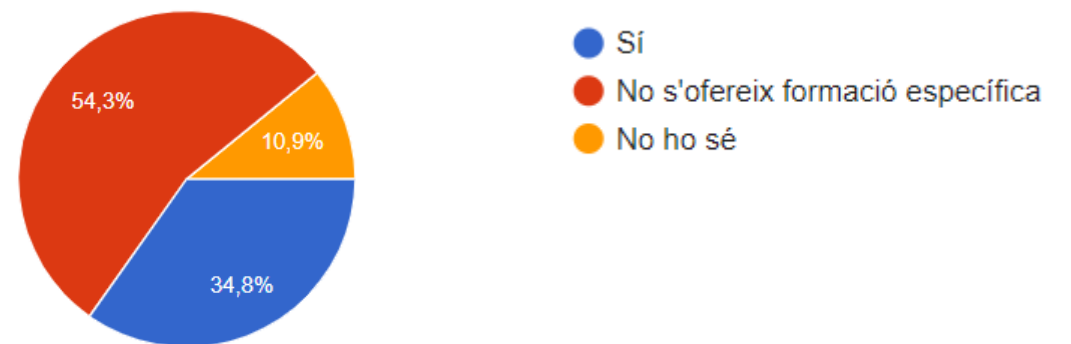 54,3%
10,9%
34,8%
Sí
No s'ofereix formació específica
No ho sé